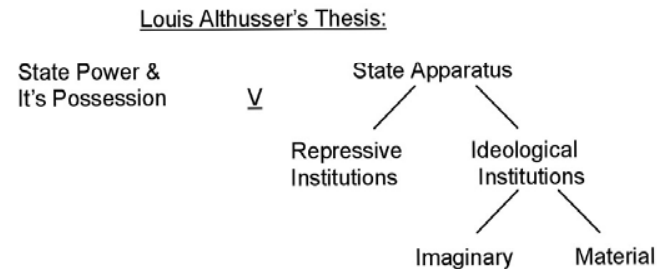 Louis Althusser's Thesis:
State Power &
It's Possession
V
State Apparatus
Repressive
Institutions
Ideological
Institutions
Imaginary
Material